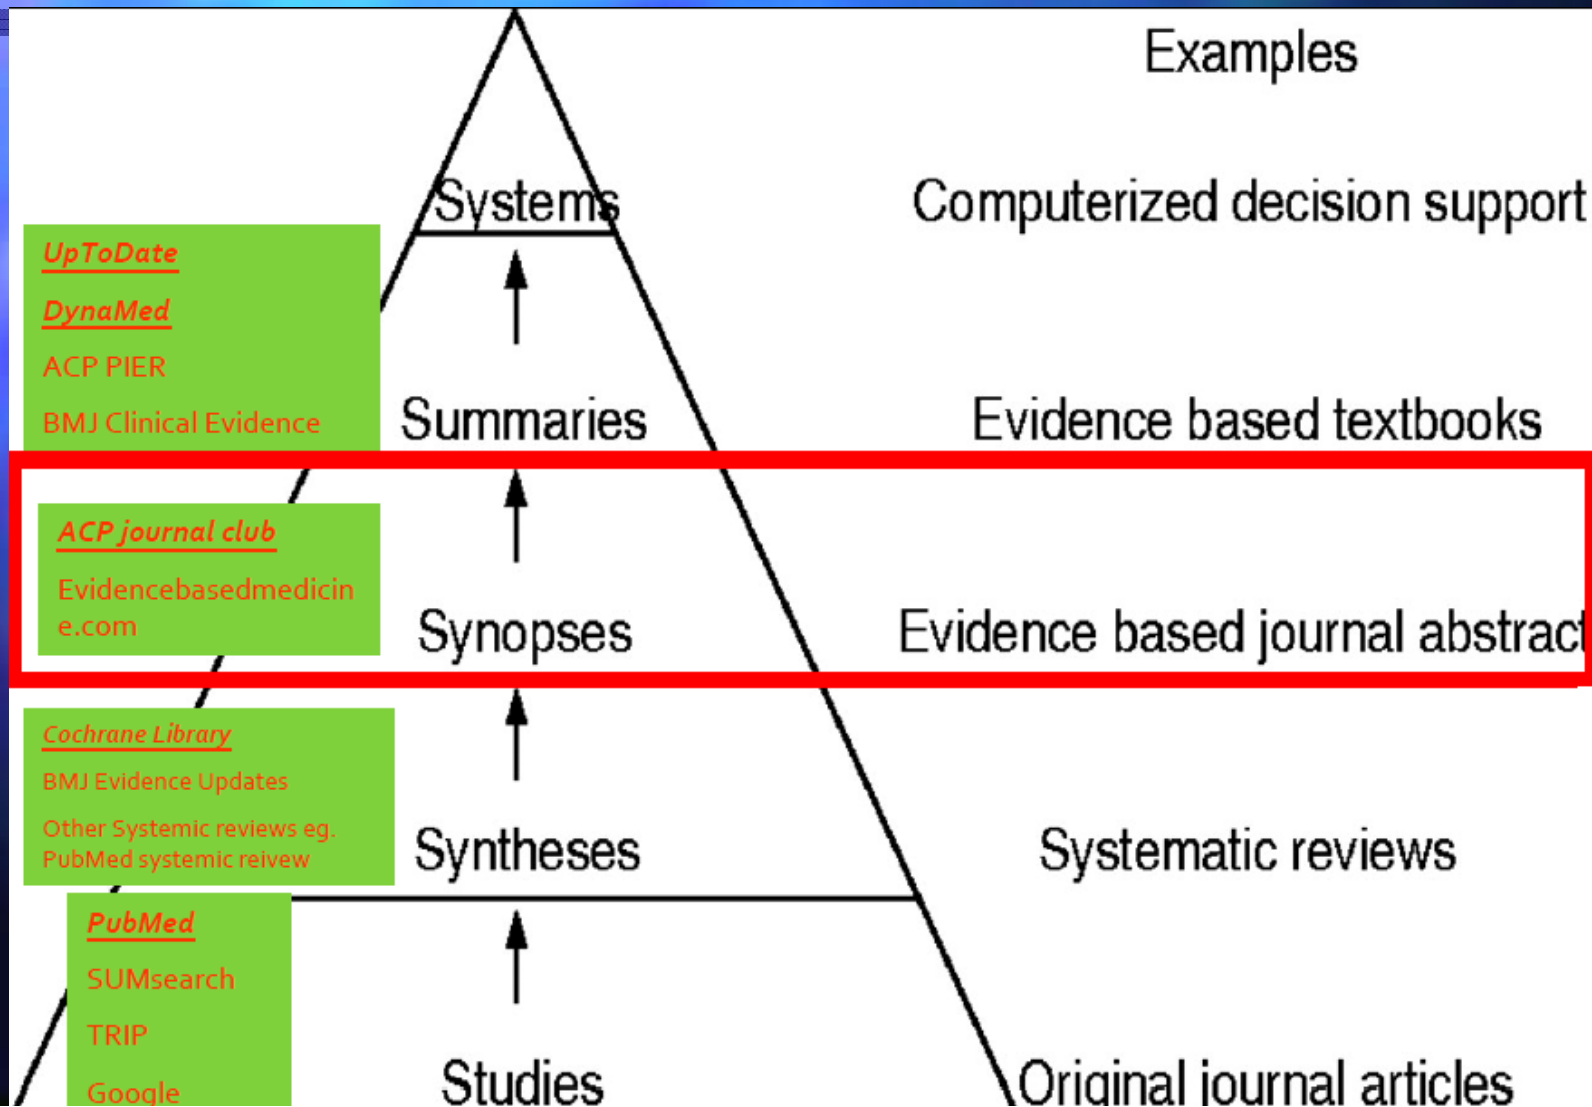 Examples
Systems
Computerized decision support
UpToDate
DynaMed
ACP PIER
BMJ Clinical Evidence
Summaries
Evidence based textbooks
ACP journal club
Evidencebasedmedicin
e.com
Synopses
Evidence based journal abstract
Cochrane Library
BMJ Evidence Updates
Other Systemic reviews eg.
PubMed systemic reivew
Syntheses
Systematic reviews
PubMed
SUMsearch
TRIP
Google
Studies
Original journal articles